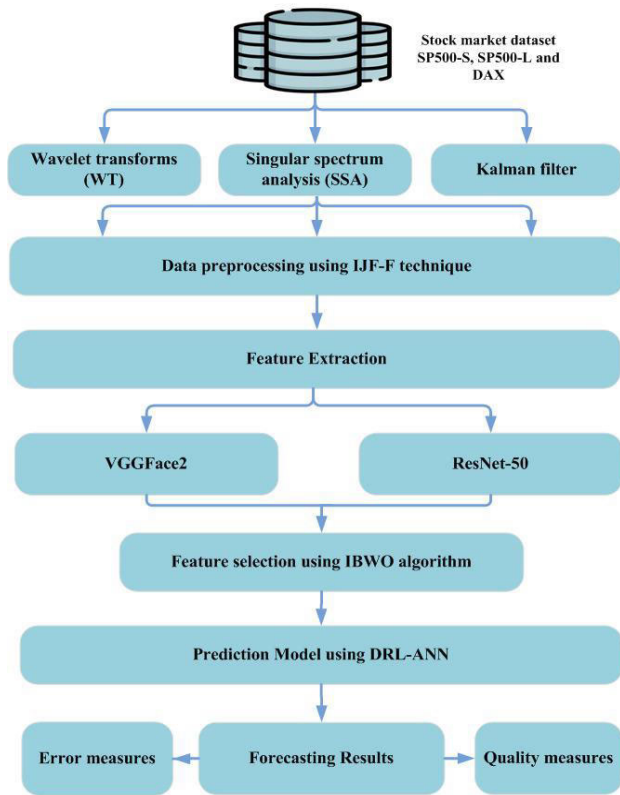 Stock market dataset
SP500-S, SP500-L and
DAX
Wavelet transforms
(WT)
Singular spectrum
analysis (SSA)
Kalman filter
Data preprocessing using IJF-F technique
Feature Extraction
VGGFace2
ResNet-50
Feature selection using IBWO algorithm
Prediction Model using DRL-ANN
Error measures
Forecasting Results
Quality measures